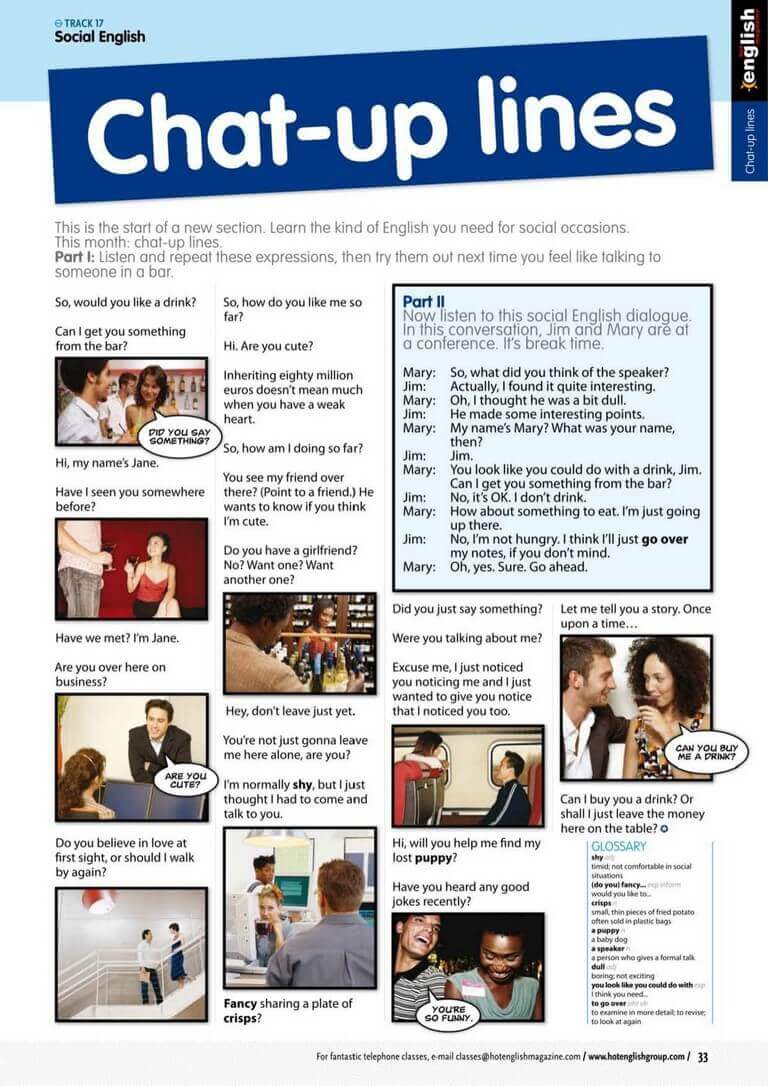 TRACK 17
Social English
hot
english
magazine
Chat-up lines
Chat-up lines
This is the start of a new section. Learn the kind of English you need for social occasions.
This month: chat-up lines.
Part I: Listen and repeat these expressions, then try them out next time you feel like talking to
someone in a bar.
So, would you like a drink?
Can I get you something
from the bar?
DID YOU SAY
SOMETHING?
Hi, my name's Jane.
Have I seen you somewhere
before?
Have we met? I'm Jane.
Are you over here on
business?
ARE YOU
CUTE?
Do you believe in love at
first sight, or should I walk
by again?
So, how do you like me so
far?
Hi. Are you cute?
Inheriting eighty million
euros doesn't mean much
when you have a weak
heart.
So, how am I doing so far?
You see my friend over
there? (Point to a friend.) He
wants to know if you think
I'm cute.
Do you have a girlfriend?
No? Want one? Want
another one?
Hey, don't leave just yet.
You're not just gonna leave
me here alone, are you?
I'm normally shy, but I just
thought I had to come and
talk to you.
Fancy sharing a plate of
crisps?
Part II
Now listen to this social English dialogue.
In this conversation, Jim and Mary are at
a conference. It's break time.
Mary: So, what did you think of the speaker?
Jim: Actually, I found it quite interesting.
Mary: Oh, I thought he was a bit dull.
Jim: He made some interesting points.
Mary: My name's Mary? What was your name,
then?
Jim: Jim.
Mary: You look like you could do with a drink, Jim.
Can I get you something from the bar?
Jim: No, it's OK. I don't drink.
Mary: How about something to eat. I'm just going
up there.
Jim: No, I'm not hungry. I think I'll just go over
my notes, if you don't mind.
Mary: Oh, yes. Sure. Go ahead.
Did you just say something?
Were you talking about me?
Excuse me, I just noticed
you noticing me and I just
wanted to give you notice
that I noticed you too.
Hi, will you help me find my
lost puppy?
Have you heard any good
jokes recently?
YOU'RE
SO FUNNY.
Let me tell you a story. Once
upon a time…
CAN YOU BUY
ME A DRINK?
Can I buy you a drink? Or
shall I just leave the money
here on the table?
GLOSSARY
shy adj
timid; not comfortable in social
situations
(do you) fancy... exp inform
would you like to...
crisps n
small, thin pieces of fried potato
often sold in plastic bags
a puppy n
a baby dog
a speaker n
a person who gives a formal talk
dull adj
boring; not exciting
you look like you could do with exp
I think you need...
to go over phr vb
to examine in more detail; to revise;
to look at again
For fantastic telephone classes, e-mail classes@hotenglishmagazine.com / www.hotenglishgroup.com / 33